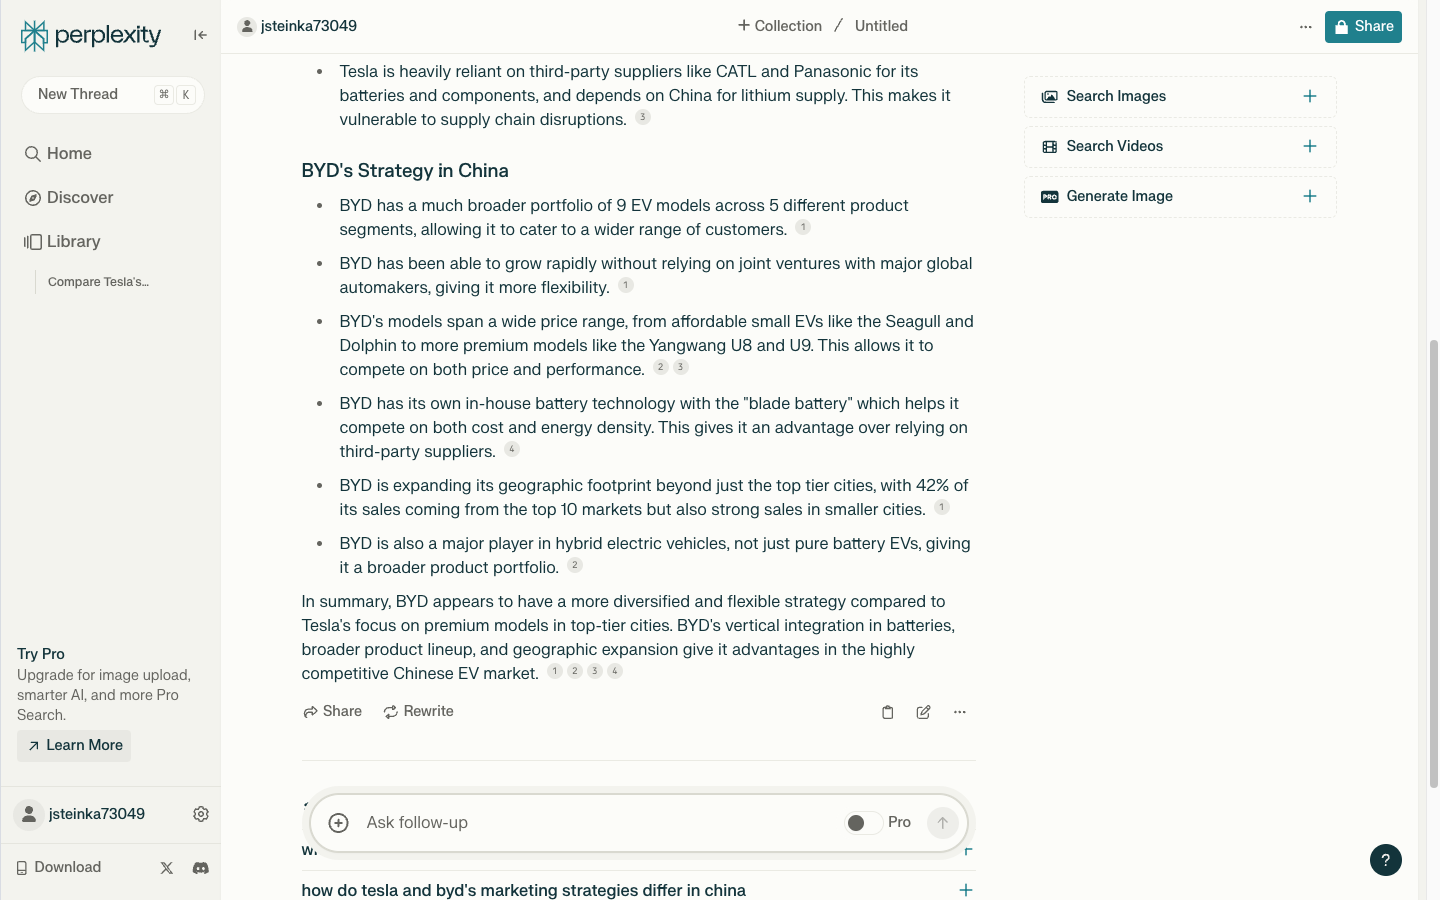 perplexity
New Thread
⌘ K
Home
Discover
Library
Compare Tesla's...
Try Pro
Upgrade for image upload,
smarter AI, and more Pro
Search.
Learn More
jsteinka73049
Download
jsteinka73049
+ Collection / Untitled
Share
Tesla is heavily reliant on third-party suppliers like CATL and Panasonic for its
batteries and components, and depends on China for lithium supply. This makes it
vulnerable to supply chain disruptions. 3
BYD's Strategy in China
BYD has a much broader portfolio of 9 EV models across 5 different product
segments, allowing it to cater to a wider range of customers. 1
BYD has been able to grow rapidly without relying on joint ventures with major global
automakers, giving it more flexibility. 1
BYD's models span a wide price range, from affordable small EVs like the Seagull and
Dolphin to more premium models like the Yangwang U8 and U9. This allows it to
compete on both price and performance. 2 3
BYD has its own in-house battery technology with the "blade battery" which helps it
compete on both cost and energy density. This gives it an advantage over relying on
third-party suppliers. 4
BYD is expanding its geographic footprint beyond just the top tier cities, with 42% of
its sales coming from the top 10 markets but also strong sales in smaller cities. 1
BYD is also a major player in hybrid electric vehicles, not just pure battery EVs, giving
it a broader product portfolio. 2
In summary, BYD appears to have a more diversified and flexible strategy compared to
Tesla's focus on premium models in top-tier cities. BYD's vertical integration in batteries,
broader product lineup, and geographic expansion give it advantages in the highly
competitive Chinese EV market. 1 2 3 4
Share
Rewrite
Ask follow-up
Pro
how do tesla and byd's marketing strategies differ in china
Search Images
Search Videos
PRO Generate Image
?